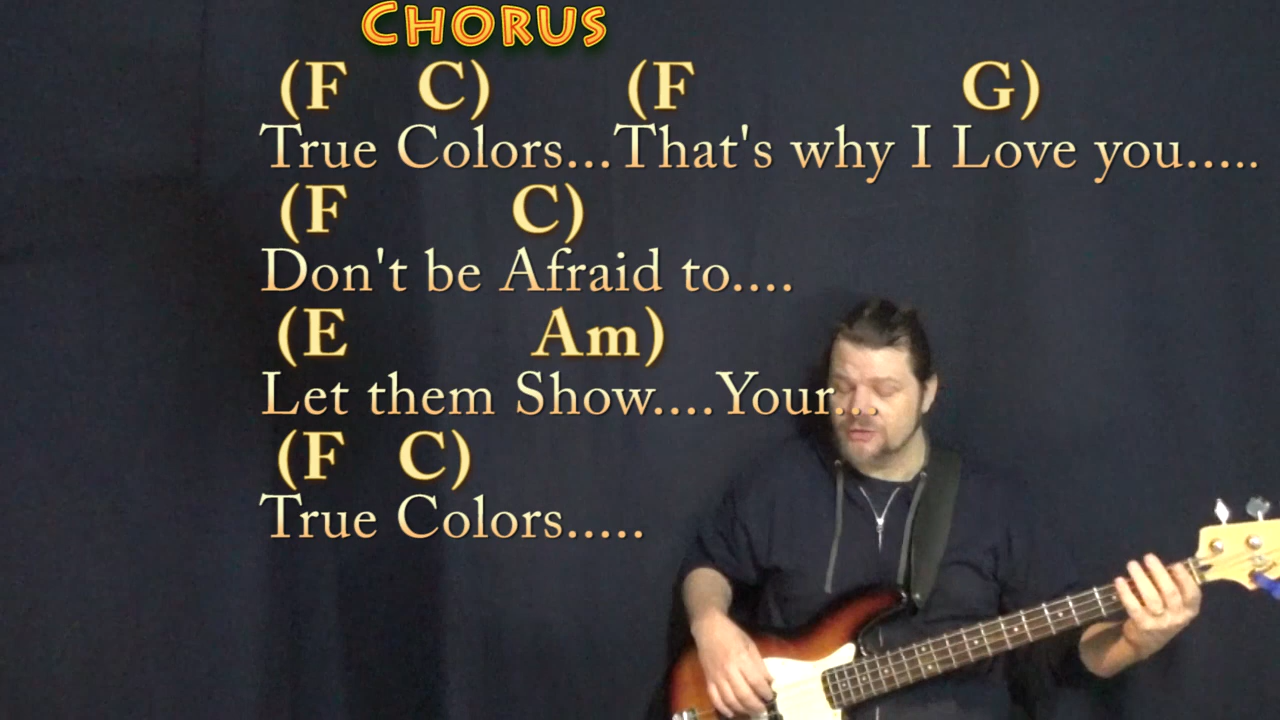 CHORUS
(F C) (F G)
True Colors...That's why I Love you.....
(F C)
Don't be Afraid to....
(E Am)
Let them Show....Your...
(F C)
True Colors.....